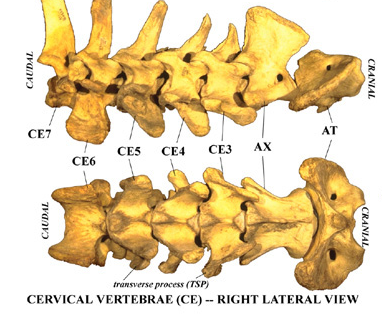 CAUDAL
CRANIAL
CE7
CE6
CE5
CE4
CE3
AX
AT
CAUDAL
CRANIAL
transverse process (TSP)
CERVICAL VERTEBRAE (CE) -- RIGHT LATERAL VIEW